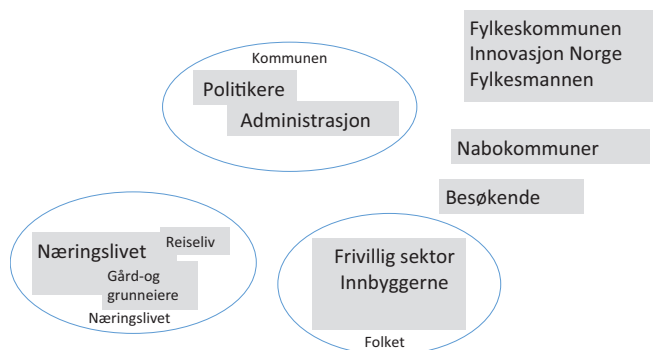 Kommunen
Politikere
Administrasjon
Fylkeskommunen
Innovasjon Norge
Fylkesmannen
Nabokommuner
Besøkende
Næringslivet
Reiseliv
Gård-og
grunneiere
Næringslivet
Frivillig sektor
Innbyggerne
Folket